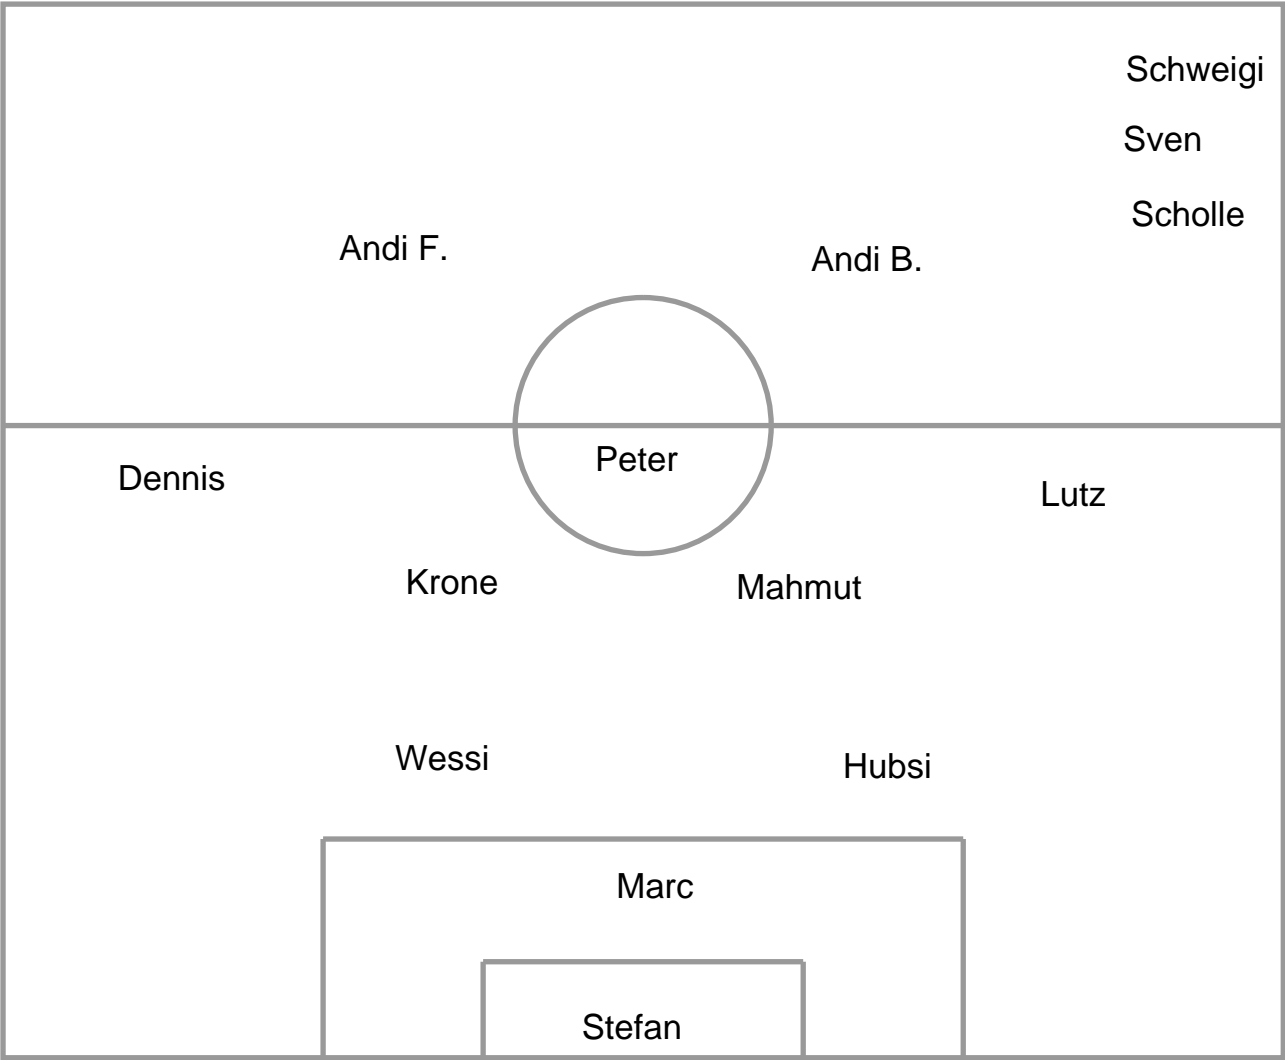 Schweigi
Sven
Scholle
Andi F.
Andi B.
Peter
Dennis
Lutz
Krone
Mahmut
Wessi
Hubsi
Marc
Stefan